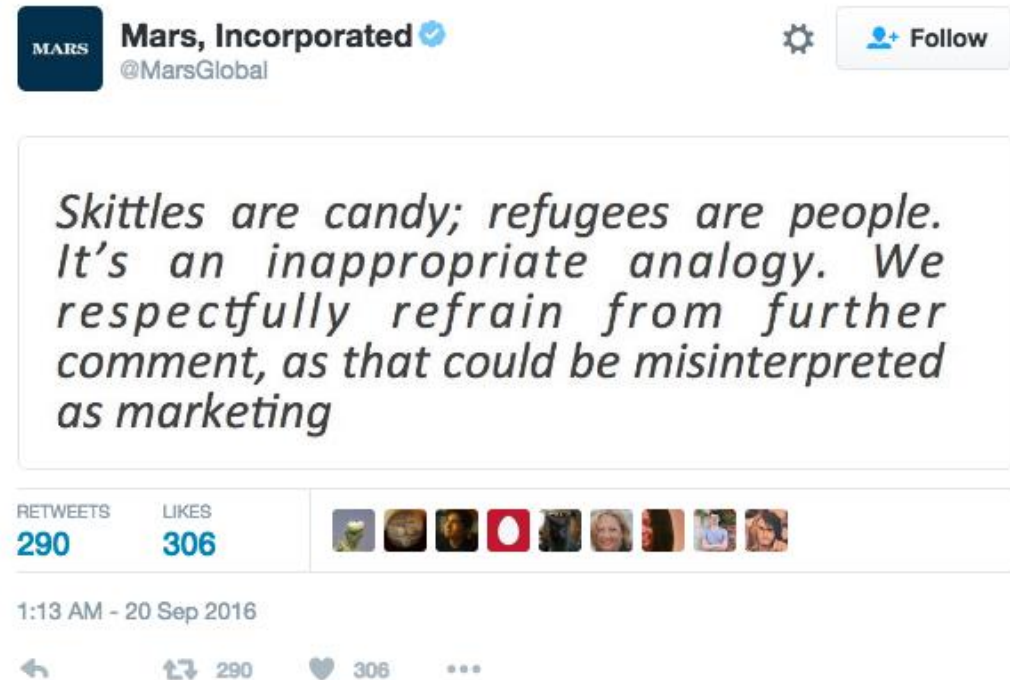 MARS
Mars, Incorporated
@MarsGlobal
Follow
Skittles are candy; refugees are people.
It's an inappropriate analogy. We
respectfully refrain from further
comment, as that could be misinterpreted
as marketing
RETWEETS LIKES
290 306
1:13 AM - 20 Sep 2016
290 306